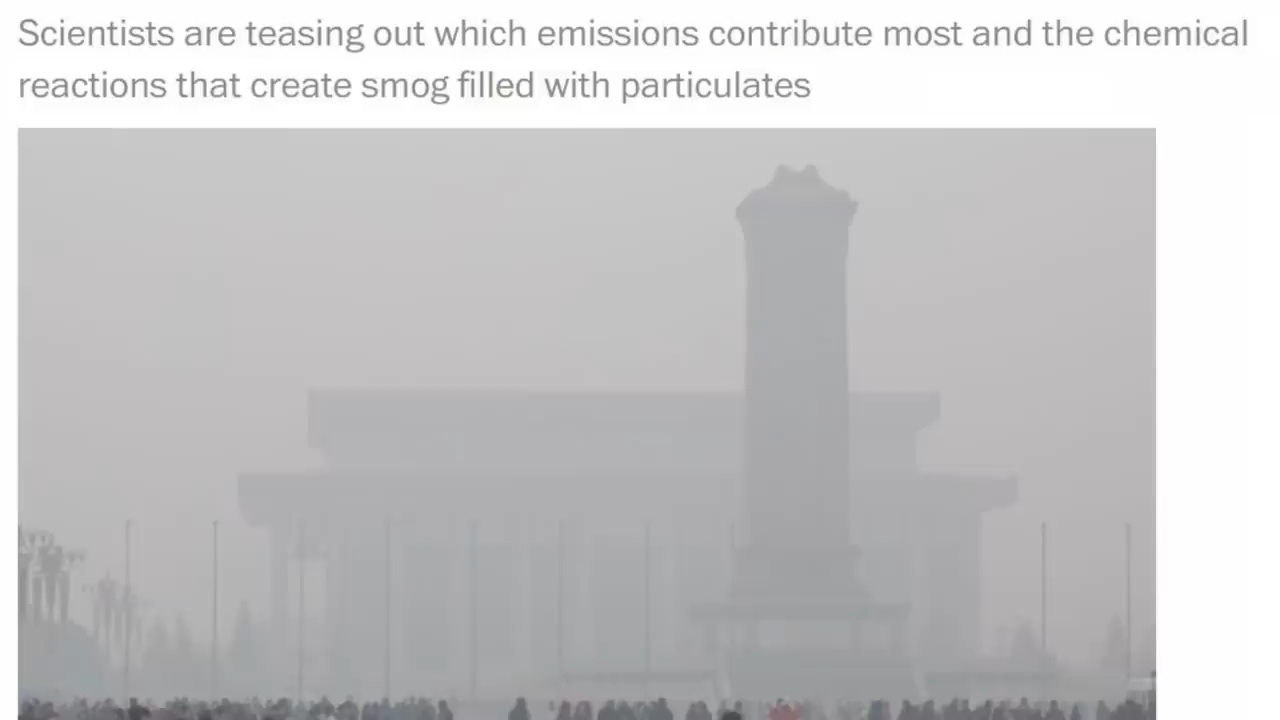 Scientists are teasing out which emissions contribute most and the chemical
reactions that create smog filled with particulates